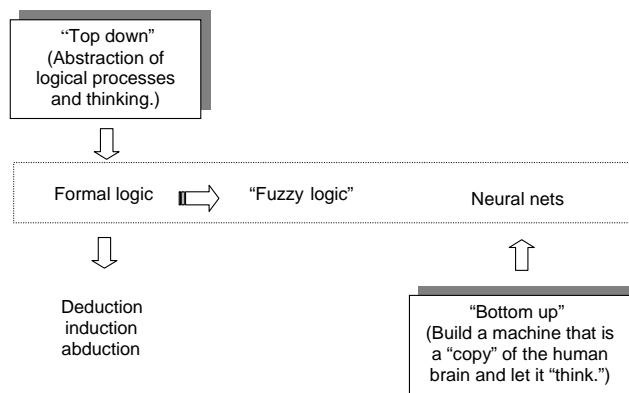 “Top down”
(Abstraction of
logical processes
and thinking.)
Formal logic “Fuzzy logic” Neural nets
Deduction
induction
abduction
“Bottom up”
(Build a machine that is
a “copy” of the human
brain and let it “think.”)